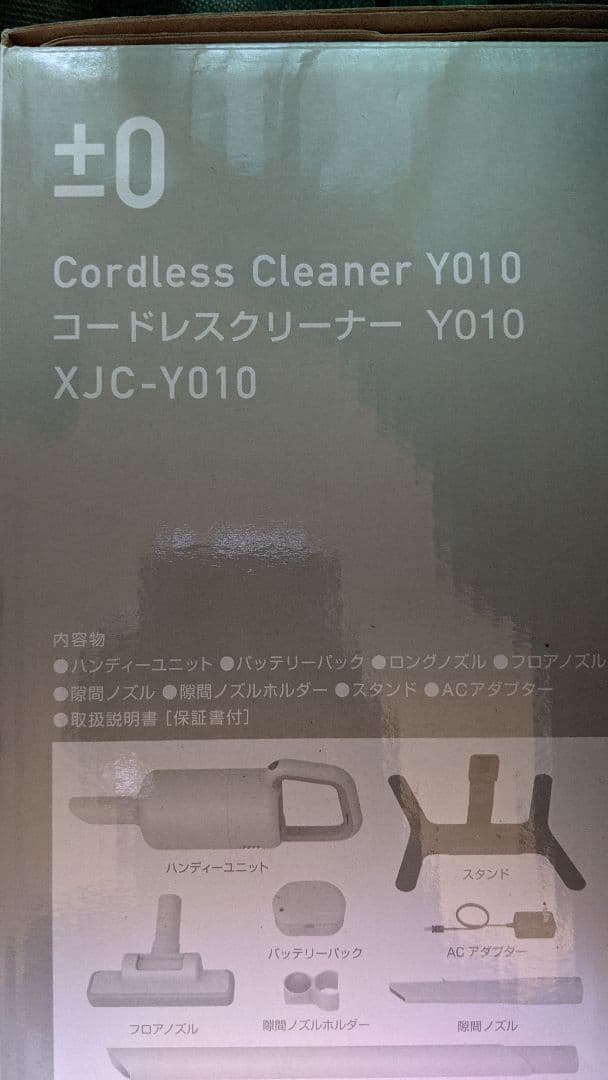 ±0
Cordless Cleaner Y010
コードレスクリーナー Y010
XJC-Y010
内容物
●ハンディーユニット ●バッテリーパック ●ロングノズル ●フロアノズル
●隙間ノズル ●隙間ノズルホルダー ●スタンド ●ACアダプター
●取扱説明書［保証書付］
ハンディーユニット
スタンド
バッテリーパック
ACアダプター
フロアノズル
隙間ノズルホルダー
隙間ノズル